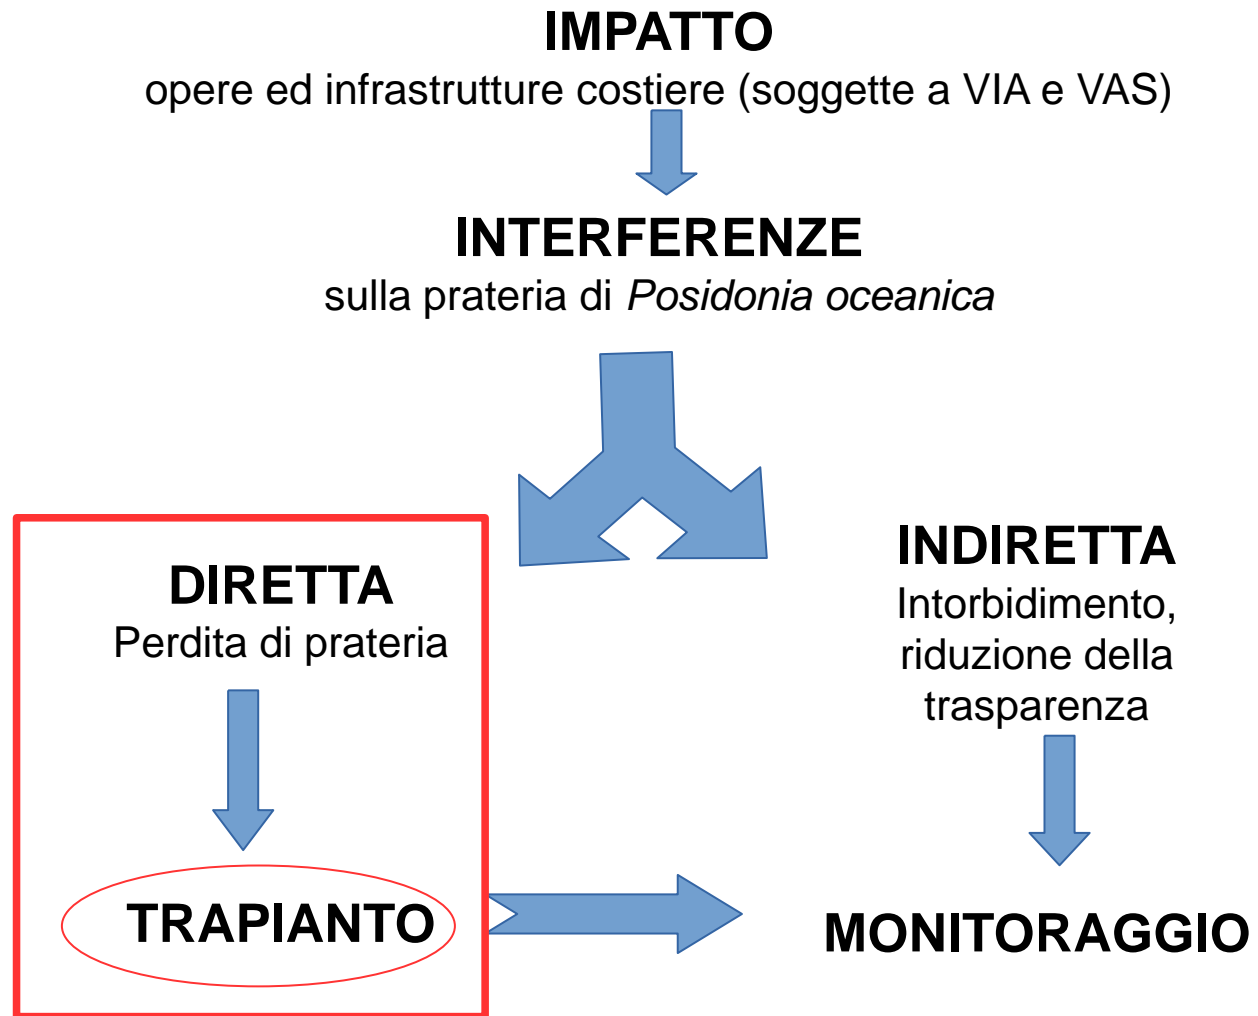 IMPATTO
opere ed infrastrutture costiere (soggette a VIA e VAS)
INTERFERENZE
sulla prateria di Posidonia oceanica
DIRETTA
Perdita di prateria
TRAPIANTO
INDIRETTA
Intorbidimento,
riduzione della
trasparenza
MONITORAGGIO